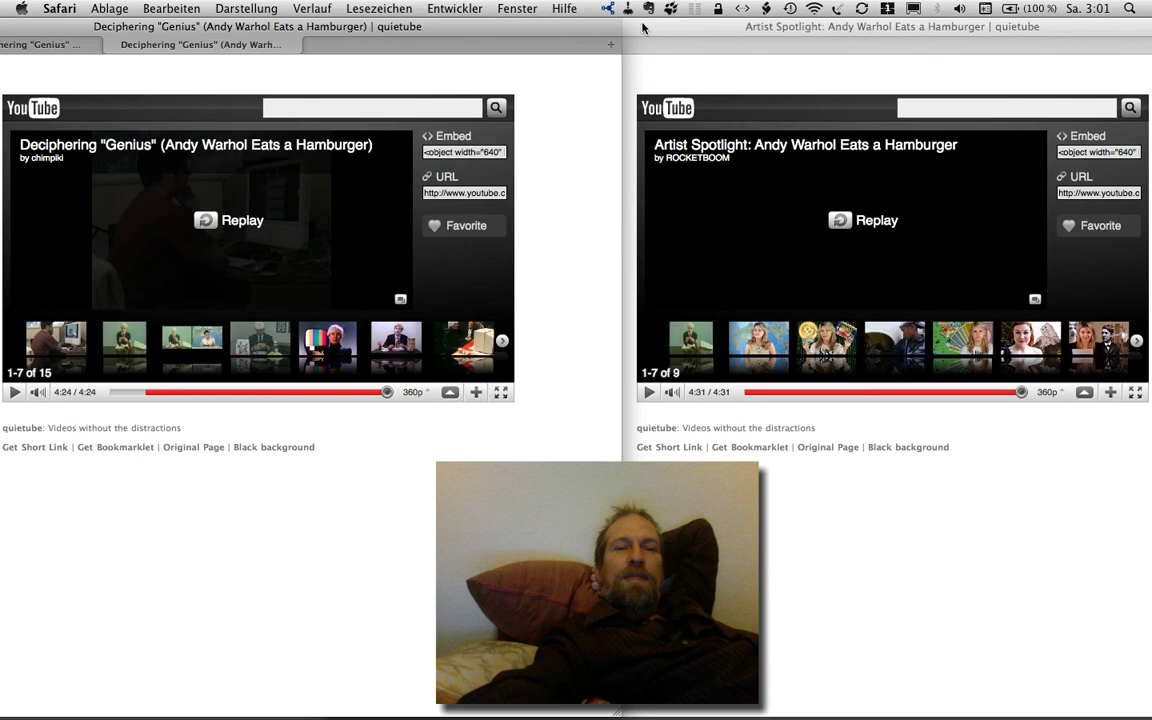 Safari Ablage Bearbeiten Darstellung Verlauf Lesezeichen Entwickler Fenster Hilfe (100 %) Sa. 3:01
Deciphering "Genius" (Andy Warhol Eats a Hamburger) | quietube
hering "Genius" ...
Deciphering "Genius" (Andy Warh...
YouTube
Deciphering "Genius" (Andy Warhol Eats a Hamburger)
by chimpiki
Embed
<object width="640"
URL
http://www.youtube.c
Favorite
Replay
1-7 of 15
4:24 / 4:24
360p
quietube: Videos without the distractions
Get Short Link | Get Bookmarklet | Original Page | Black background
Artist Spotlight: Andy Warhol Eats a Hamburger | quietube
YouTube
Artist Spotlight: Andy Warhol Eats a Hamburger
by ROCKETBOOM
Embed
<object width="640"
URL
http://www.youtube.c
Favorite
Replay
1-7 of 9
4:31 / 4:31
360p
quietube: Videos without the distractions
Get Short Link | Get Bookmarklet | Original Page | Black background